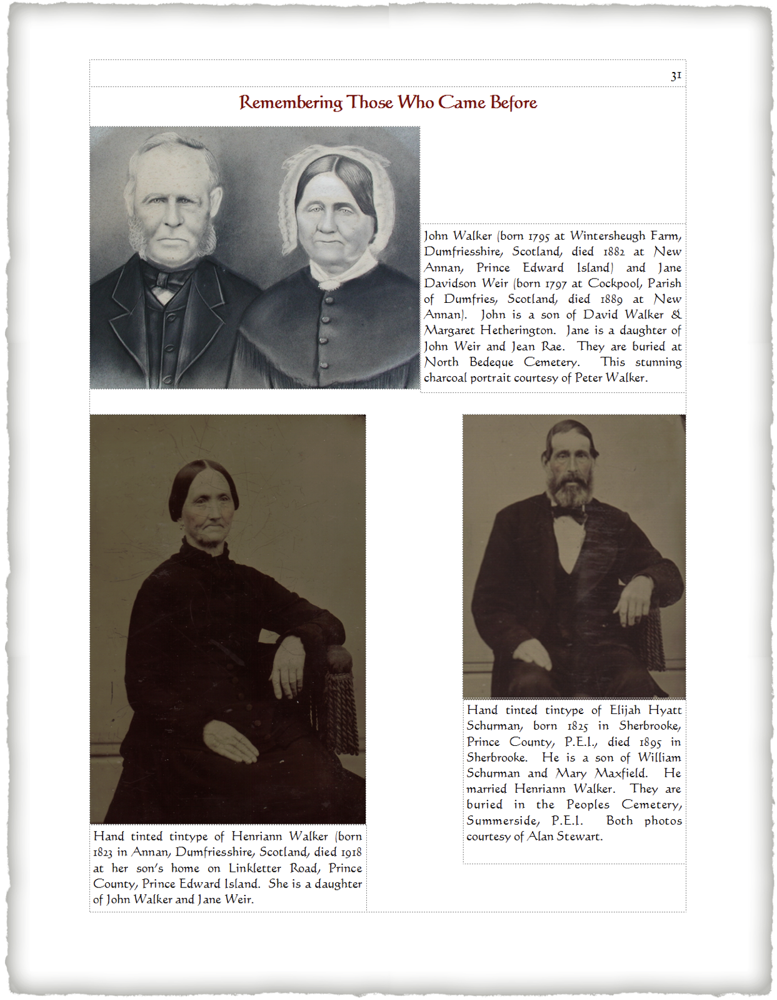 31
Remembering Those Who Came Before
John Walker (born 1795 at Wintersheugh Farm,
Dumfriesshire, Scotland, died 1882 at New
Annan, Prince Edward Island) and Jane
Davidson Weir (born 1797 at Cockpool, Parish
of Dumfries, Scotland, died 1889 at New
Annan).  John is a son of David Walker &
Margaret Hetherington.  Jane is a daughter of
John Weir and Jean Rae.  They are buried at
North Bedeque Cemetery.  This stunning
charcoal portrait courtesy of Peter Walker.
Hand tinted tintype of Henriann Walker (born
1823 in Annan, Dumfriesshire, Scotland, died 1918
at her son's home on Linkletter Road, Prince
County, Prince Edward Island.  She is a daughter
of John Walker and Jane Weir.
Hand tinted tintype of Elijah Hyatt
Schurman, born 1825 in Sherbrooke,
Prince County, P.E.I., died 1895 in
Sherbrooke.  He is a son of William
Schurman and Mary Maxfield.  He
married Henriann Walker.  They are
buried in the Peoples Cemetery,
Summerside, P.E.I.  Both photos
courtesy of Alan Stewart.